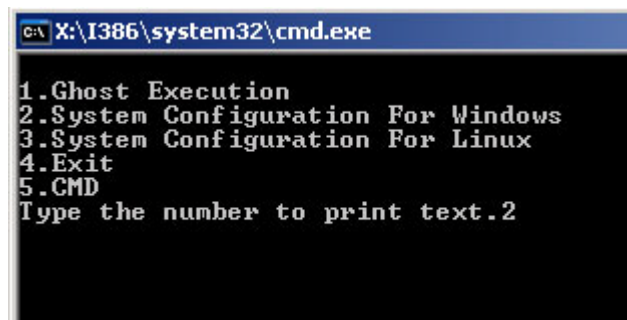 X:\I386\system32\cmd.exe
1.Ghost Execution
2.System Configuration For Windows
3.System Configuration For Linux
4.Exit
5.CMD
Type the number to print text.2